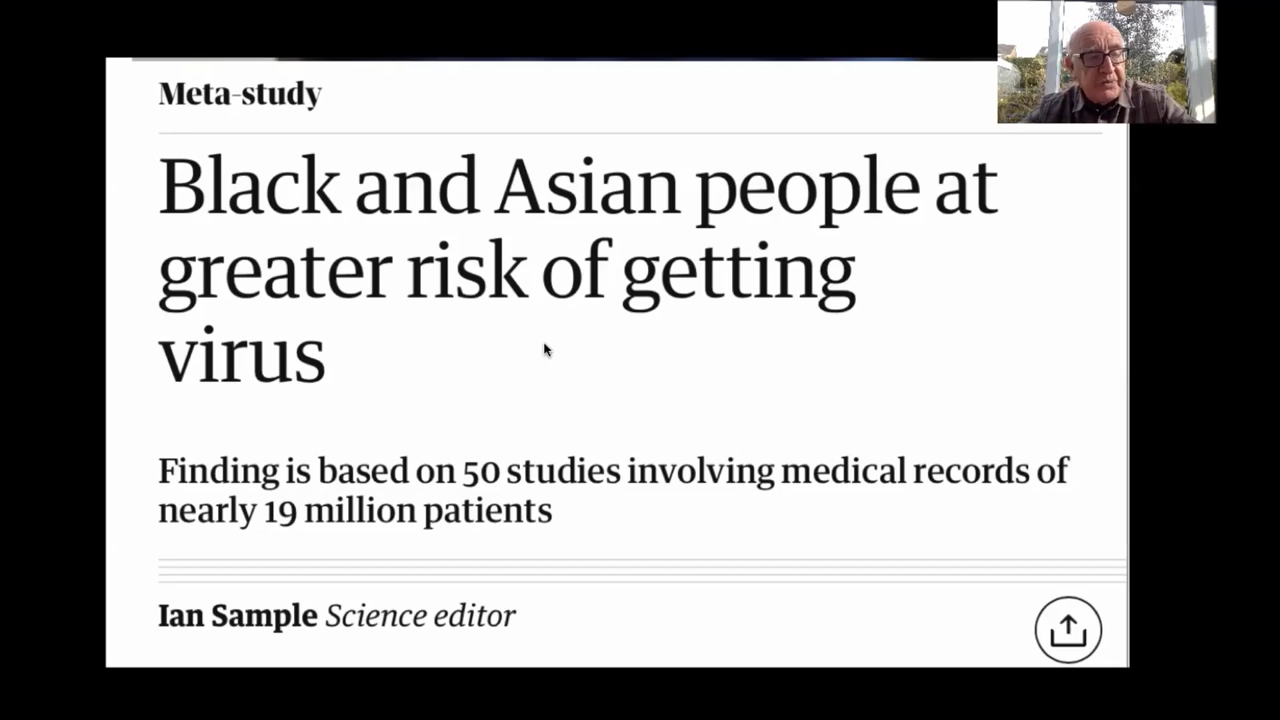 Meta-study
Black and Asian people at
greater risk of getting
virus
Finding is based on 50 studies involving medical records of
nearly 19 million patients
Ian Sample Science editor